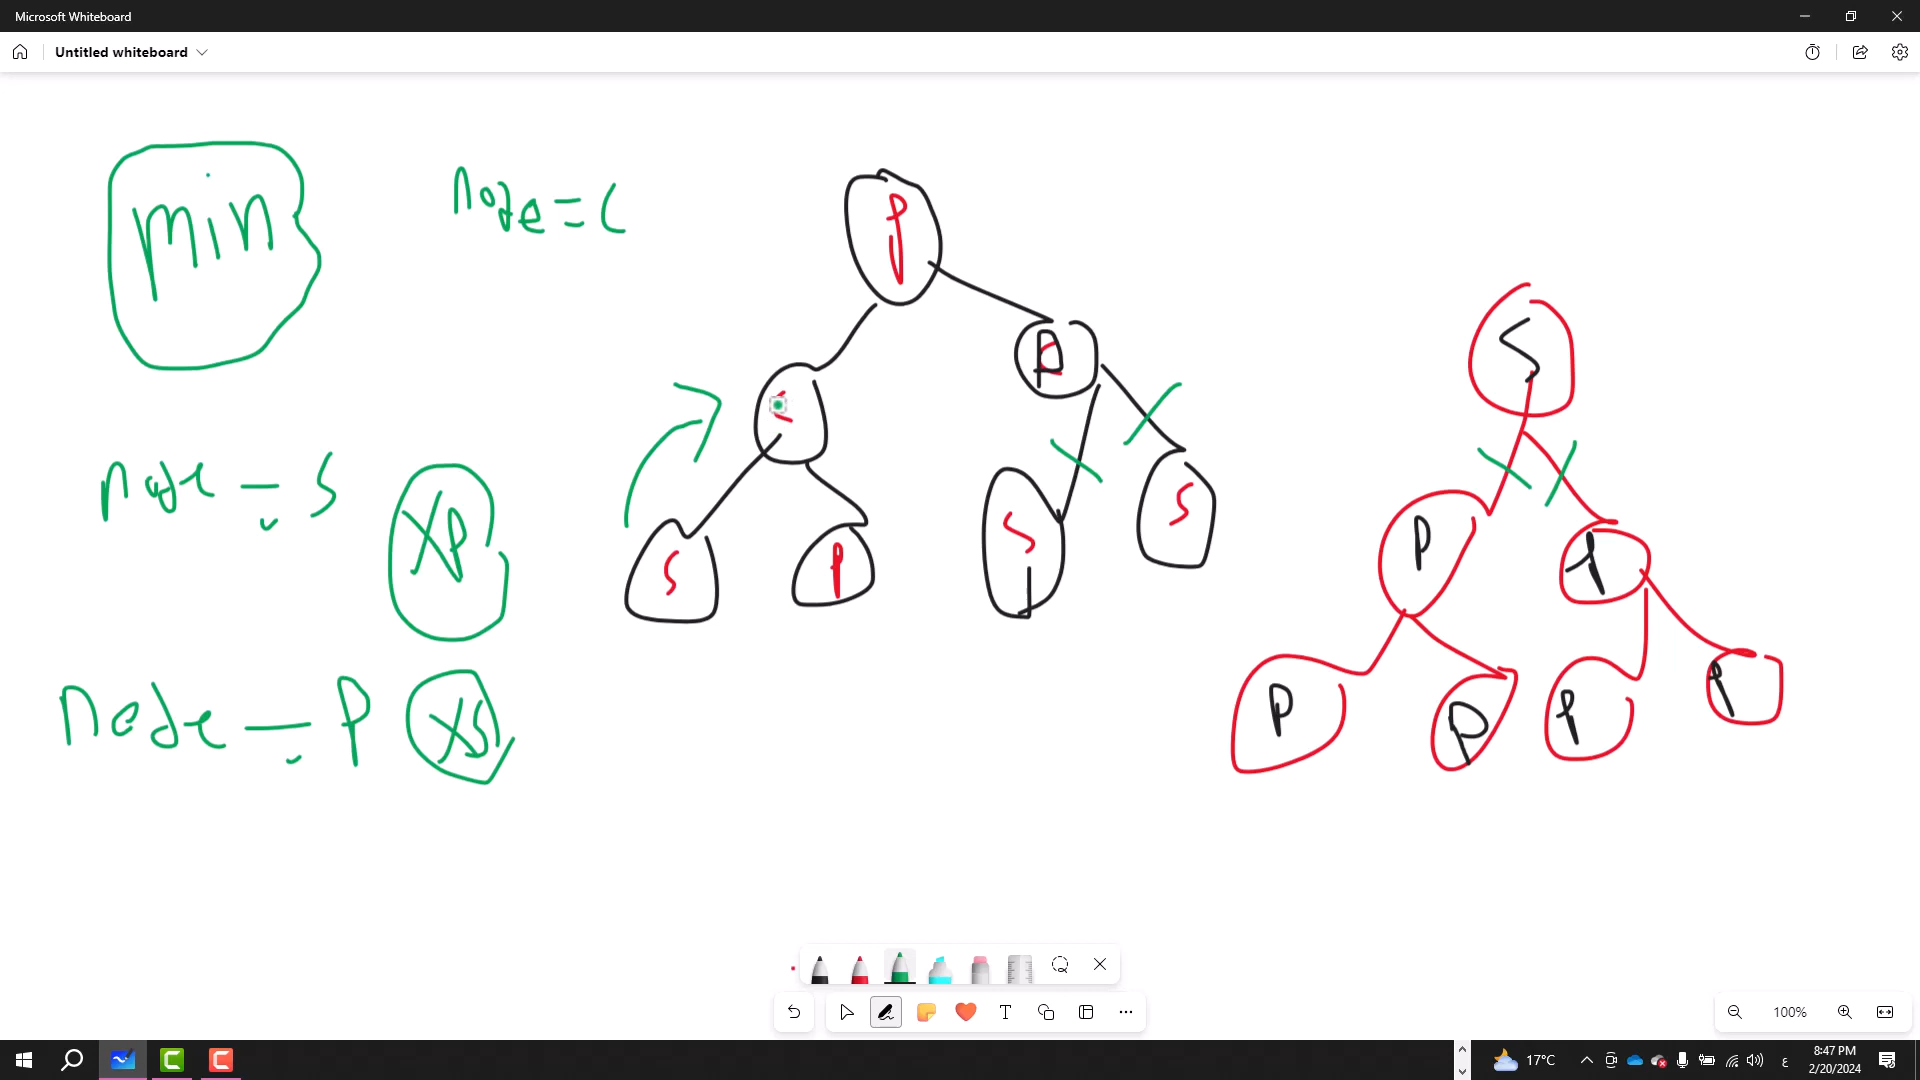 Microsoft Whiteboard
Untitled whiteboard
min
node = C
P
S
node = S
XP
S
P
S
S
P
P
node = P
XS
P
P
P
P
100%
17°C
ع
8:47 PM
2/20/2024